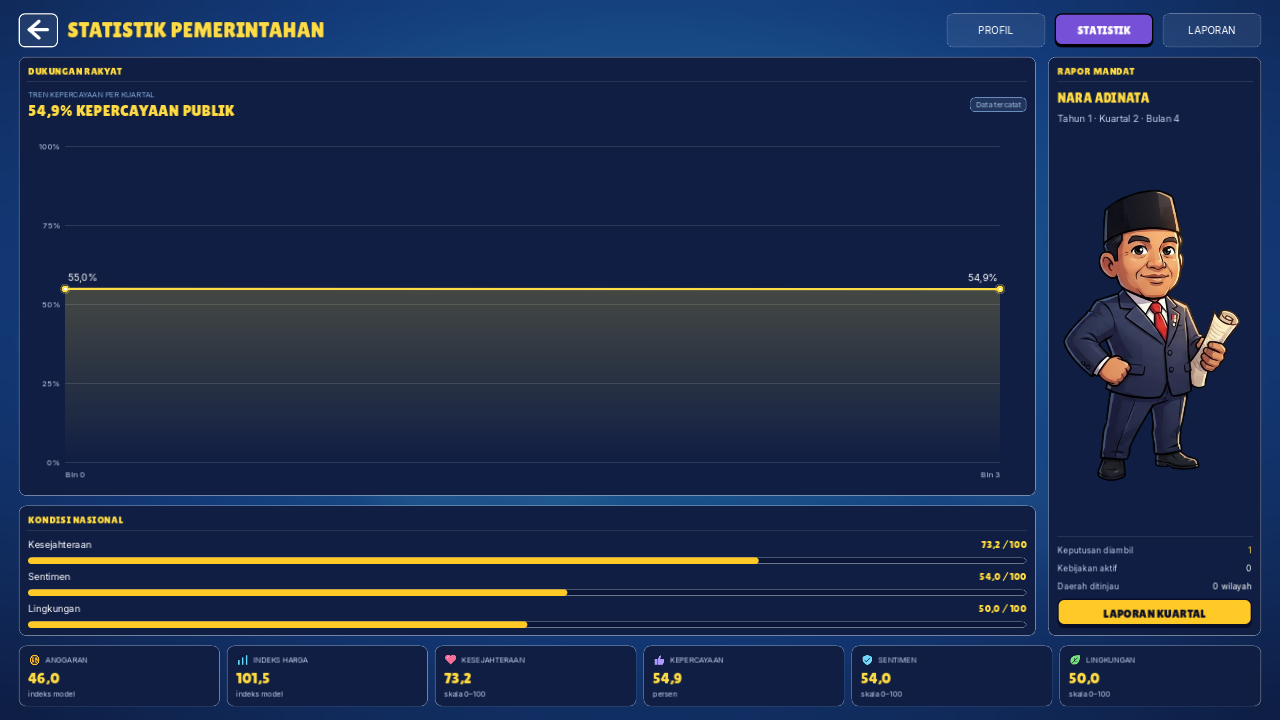 STATISTIK PEMERINTAHAN
PROFIL
STATISTIK
LAPORAN
DUKUNGAN RAKYAT
TREN KEPERCAYAAN PER KUARTAL
54,9% KEPERCAYAAN PUBLIK
Data tercatat
100%
75%
55,0%
54,9%
50%
25%
0%
Bln 0
Bln 3
RAPOR MANDAT
NARA ADINATA
Tahun 1 · Kuartal 2 · Bulan 4
Keputusan diambil 1
Kebijakan aktif 0
Daerah ditinjau 0 wilayah
LAPORAN KUARTAL
KONDISI NASIONAL
Kesejahteraan 73,2 / 100
Sentimen 54,0 / 100
Lingkungan 50,0 / 100
ANGGARAN
46,0
indeks model
INDEKS HARGA
101,5
indeks model
KESEJAHTERAAN
73,2
skala 0–100
KEPERCAYAAN
54,9
persen
SENTIMEN
54,0
skala 0–100
LINGKUNGAN
50,0
skala 0–100